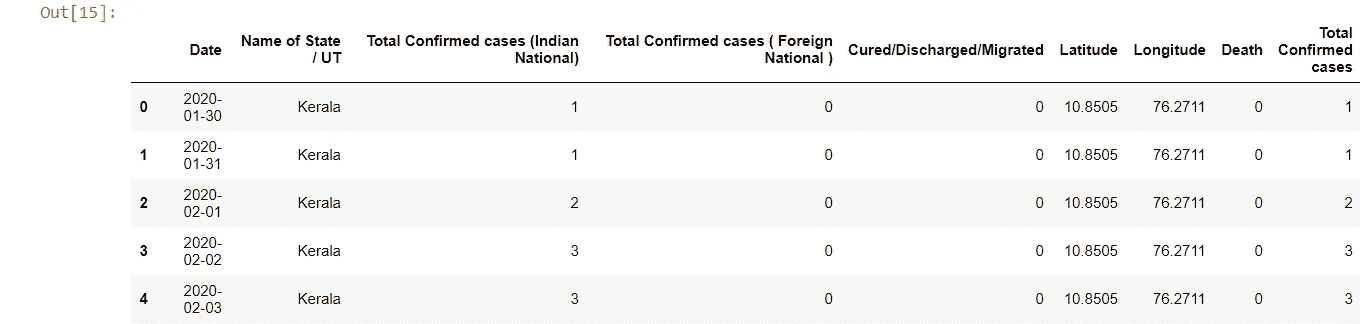 Out[15]:
Date Name of State / UT Total Confirmed cases (Indian National) Total Confirmed cases ( Foreign National ) Cured/Discharged/Migrated Latitude Longitude Death Total Confirmed cases
0 2020-01-30 Kerala 1 0 0 10.8505 76.2711 0 1
1 2020-01-31 Kerala 1 0 0 10.8505 76.2711 0 1
2 2020-02-01 Kerala 2 0 0 10.8505 76.2711 0 2
3 2020-02-02 Kerala 3 0 0 10.8505 76.2711 0 3
4 2020-02-03 Kerala 3 0 0 10.8505 76.2711 0 3